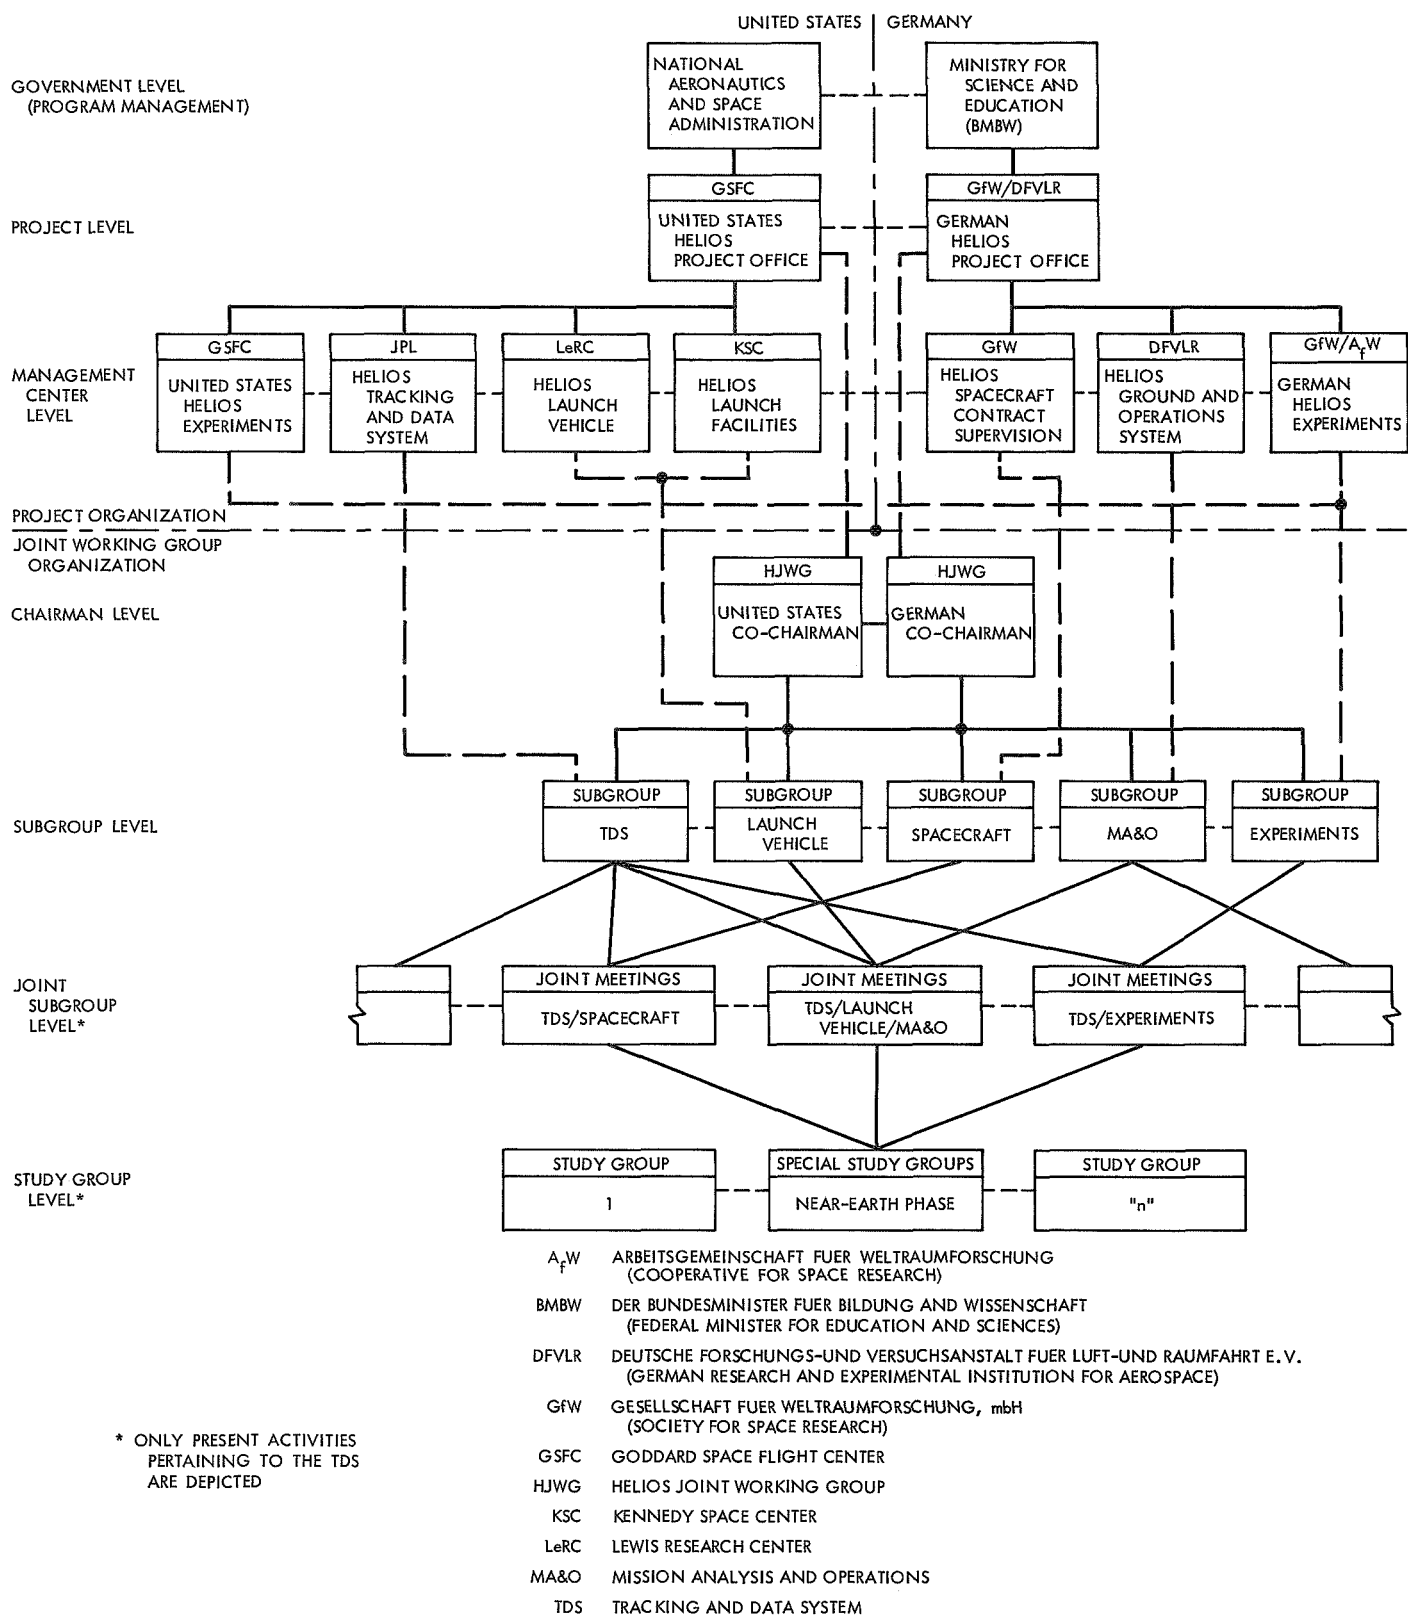 UNITED STATES GERMANY
GOVERNMENT LEVEL
(PROGRAM MANAGEMENT)
NATIONAL
AERONAUTICS
AND SPACE
ADMINISTRATION
MINISTRY FOR
SCIENCE AND
EDUCATION
(BMBW)
PROJECT LEVEL
GSFC
UNITED STATES
HELIOS
PROJECT OFFICE
GfW/DFVLR
GERMAN
HELIOS
PROJECT OFFICE
MANAGEMENT
CENTER
LEVEL
GSFC
UNITED STATES
HELIOS
EXPERIMENTS
JPL
HELIOS
TRACKING
AND DATA
SYSTEM
LeRC
HELIOS
LAUNCH
VEHICLE
KSC
HELIOS
LAUNCH
FACILITIES
GfW
HELIOS
SPACECRAFT
CONTRACT
SUPERVISION
DFVLR
HELIOS
GROUND AND
OPERATIONS
SYSTEM
GfW/AfW
GERMAN
HELIOS
EXPERIMENTS
PROJECT ORGANIZATION
JOINT WORKING GROUP
ORGANIZATION
CHAIRMAN LEVEL
HJWG
UNITED STATES
CO-CHAIRMAN
HJWG
GERMAN
CO-CHAIRMAN
SUBGROUP LEVEL
SUBGROUP
TDS
SUBGROUP
LAUNCH
VEHICLE
SUBGROUP
SPACECRAFT
SUBGROUP
MA&O
SUBGROUP
EXPERIMENTS
JOINT
SUBGROUP
LEVEL*
JOINT MEETINGS
TDS/SPACECRAFT
JOINT MEETINGS
TDS/LAUNCH
VEHICLE/MA&O
JOINT MEETINGS
TDS/EXPERIMENTS
STUDY GROUP
LEVEL*
STUDY GROUP
1
SPECIAL STUDY GROUPS
NEAR-EARTH PHASE
STUDY GROUP
"n"
AfW ARBEITSGEMEINSCHAFT FUER WELTRAUMFORSCHUNG
(COOPERATIVE FOR SPACE RESEARCH)
BMBW DER BUNDESMINISTER FUER BILDUNG AND WISSENSCHAFT
(FEDERAL MINISTER FOR EDUCATION AND SCIENCES)
DFVLR DEUTSCHE FORSCHUNGS-UND VERSUCHSANSTALT FUER LUFT-UND RAUMFAHRT E.V.
(GERMAN RESEARCH AND EXPERIMENTAL INSTITUTION FOR AEROSPACE)
GfW GESELLSCHAFT FUER WELTRAUMFORSCHUNG, mbH
(SOCIETY FOR SPACE RESEARCH)
GSFC GODDARD SPACE FLIGHT CENTER
HJWG HELIOS JOINT WORKING GROUP
KSC KENNEDY SPACE CENTER
LeRC LEWIS RESEARCH CENTER
MA&O MISSION ANALYSIS AND OPERATIONS
TDS TRACKING AND DATA SYSTEM
* ONLY PRESENT ACTIVITIES
PERTAINING TO THE TDS
ARE DEPICTED